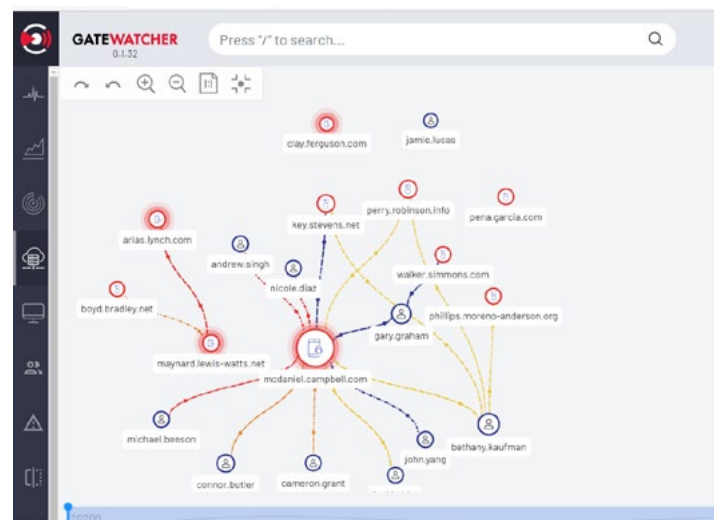 GATEWATCHER
0.1.32
Press "/" to search...
clay.ferguson.com
jamie.lucas
key.stevens.net
perry.robinson.info
pena.garcia.com
arias.lynch.com
andrew.singh
walker.simmons.com
nicole.diaz
boyd.bradley.net
phillips.moreno-anderson.org
gary.graham
maynard.lewis-watts.net
mcdaniel.campbell.com
michael.benson
bethany.kaufman
john.yang
connor.butler
cameron.grant